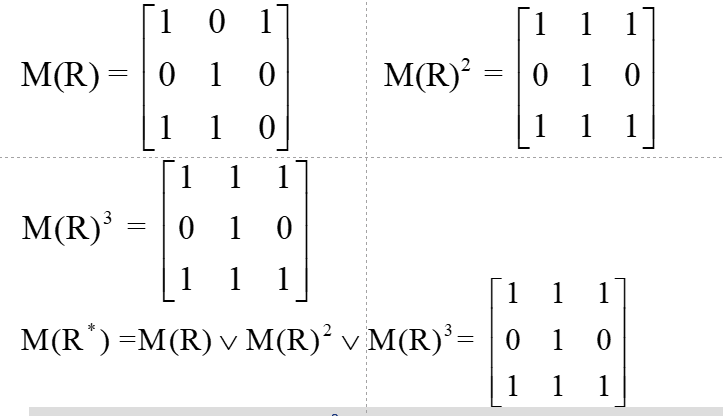 M(R) = [1 0 1
0 1 0
1 1 0]
M(R)² = [1 1 1
0 1 0
1 1 1]
M(R)³ = [1 1 1
0 1 0
1 1 1]
M(R*) =M(R) ∨ M(R)² ∨ M(R)³= [1 1 1
0 1 0
1 1 1]